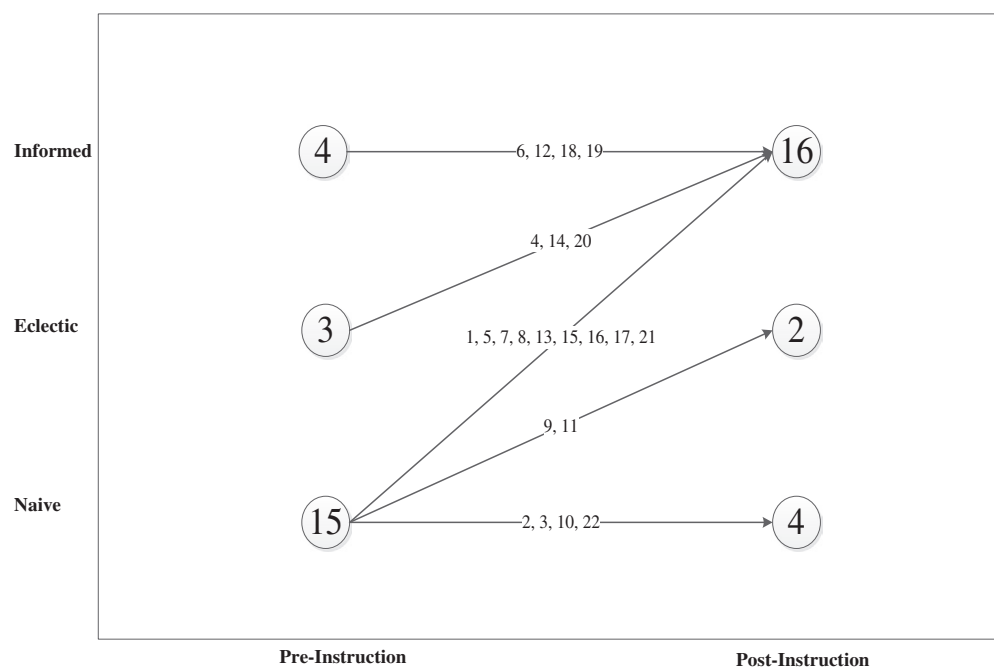 Informed
4
6, 12, 18, 19
16
4, 14, 20
Eclectic
3
1, 5, 7, 8, 13, 15, 16, 17, 21
2
9, 11
Naive
15
2, 3, 10, 22
4
Pre-Instruction
Post-Instruction